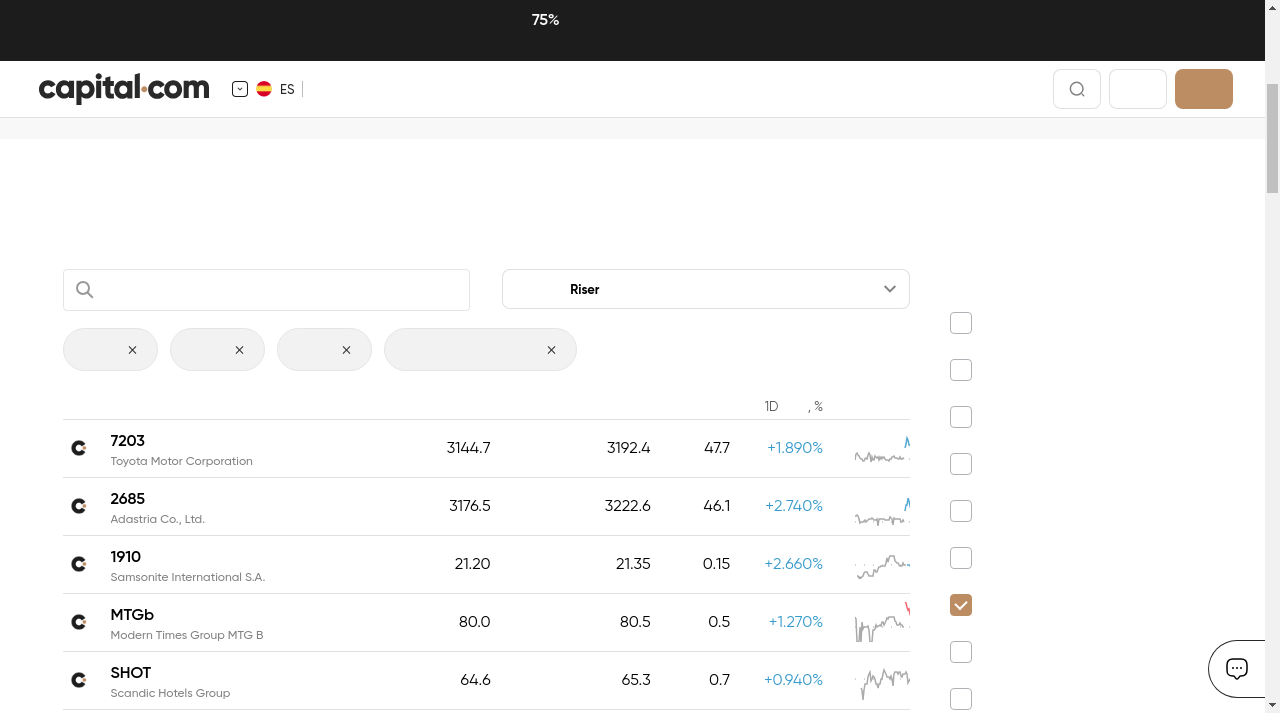 75%
capital.com
ES
Riser
1D , %
7203 3144.7 3192.4 47.7 +1.890%
Toyota Motor Corporation
2685 3176.5 3222.6 46.1 +2.740%
Adastria Co., Ltd.
1910 21.20 21.35 0.15 +2.660%
Samsonite International S.A.
MTGb 80.0 80.5 0.5 +1.270%
Modern Times Group MTG B
SHOT 64.6 65.3 0.7 +0.940%
Scandic Hotels Group